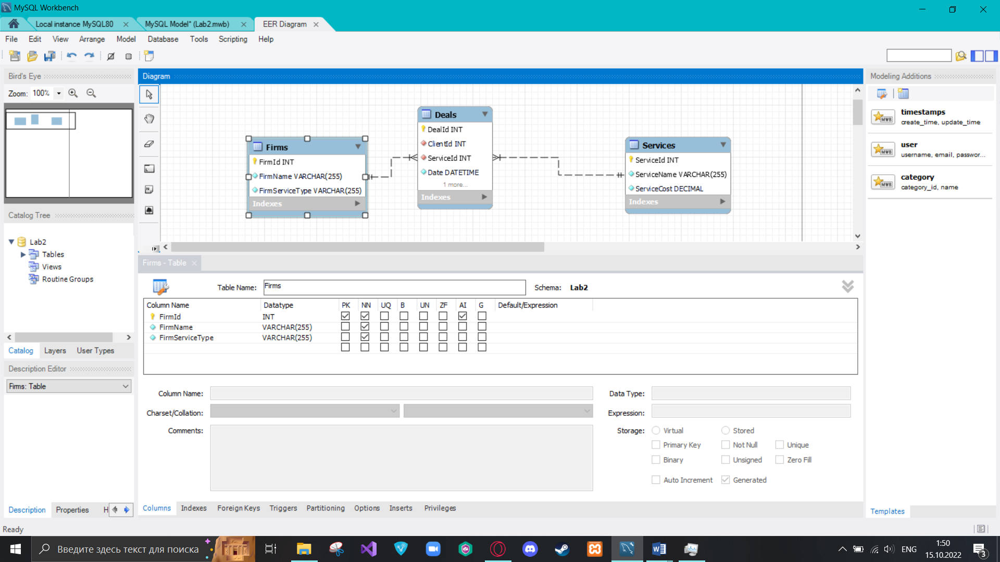 MySQL Workbench
Local instance MySQL80
MySQL Model* (Lab2.mwb)
EER Diagram
File Edit View Arrange Model Database Tools Scripting Help
Bird's Eye
Zoom: 100%
Diagram
Firms
FirmId INT
FirmName VARCHAR(255)
FirmServiceType VARCHAR(255)
Indexes
Deals
DealId INT
ClientId INT
ServiceId INT
Date DATETIME
1 more...
Indexes
Services
ServiceId INT
ServiceName VARCHAR(255)
ServiceCost DECIMAL
Indexes
Modeling Additions
timestamps
create_time, update_time
user
username, email, passwor...
category
category_id, name
Templates
Catalog Tree
Lab2
Tables
Views
Routine Groups
Catalog Layers User Types
Description Editor
Firms: Table
Description Properties H
Firms - Table
Table Name: Firms Schema: Lab2
Column Name Datatype PK NN UQ B UN ZF AI G Default/Expression
FirmId INT
FirmName VARCHAR(255)
FirmServiceType VARCHAR(255)
Column Name: Data Type:
Charset/Collation: Expression:
Comments: Storage: Virtual Stored
Primary Key Not Null Unique
Binary Unsigned Zero Fill
Auto Increment Generated
Columns Indexes Foreign Keys Triggers Partitioning Options Inserts Privileges
Ready
Введите здесь текст для поиска
ENG
1:50
15.10.2022
3